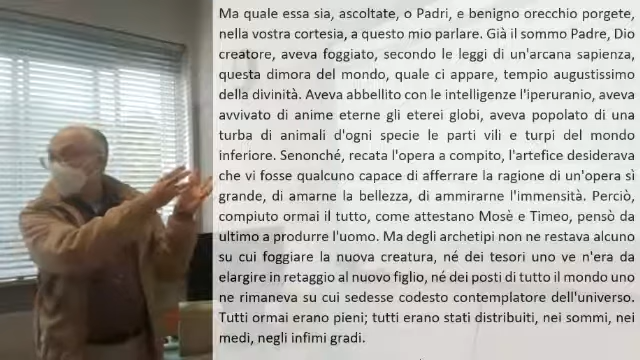 Ma quale essa sia, ascoltate, o Padri, e benigno orecchio porgete,
nella vostra cortesia, a questo mio parlare. Già il sommo Padre, Dio
creatore, aveva foggiato, secondo le leggi di un'arcana sapienza,
questa dimora del mondo, quale ci appare, tempio augustissimo
della divinità. Aveva abbellito con le intelligenze l'iperuranio, aveva
avvivato di anime eterne gli eterei globi, aveva popolato di una
turba di animali d'ogni specie le parti vili e turpi del mondo
inferiore. Senonché, recata l'opera a compito, l'artefice desiderava
che vi fosse qualcuno capace di afferrare la ragione di un'opera sì
grande, di amarne la bellezza, di ammirarne l'immensità. Perciò,
compiuto ormai il tutto, come attestano Mosè e Timeo, pensò da
ultimo a produrre l'uomo. Ma degli archetipi non ne restava alcuno
su cui foggiare la nuova creatura, né dei tesori uno ve n'era da
elargire in retaggio al nuovo figlio, né dei posti di tutto il mondo uno
ne rimaneva su cui sedesse codesto contemplatore dell'universo.
Tutti ormai erano pieni; tutti erano stati distribuiti, nei sommi, nei
medi, negli infimi gradi.